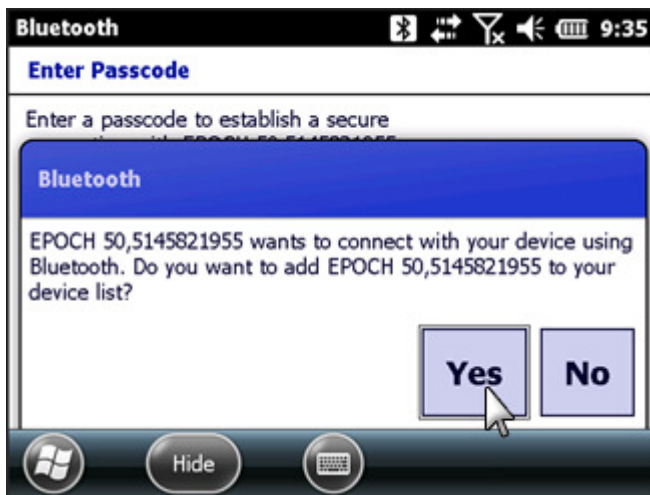 Bluetooth 9:35
Enter Passcode
Enter a passcode to establish a secure
Bluetooth
EPOCH 50,5145821955 wants to connect with your device using
Bluetooth. Do you want to add EPOCH 50,5145821955 to your
device list?
Yes No
Hide